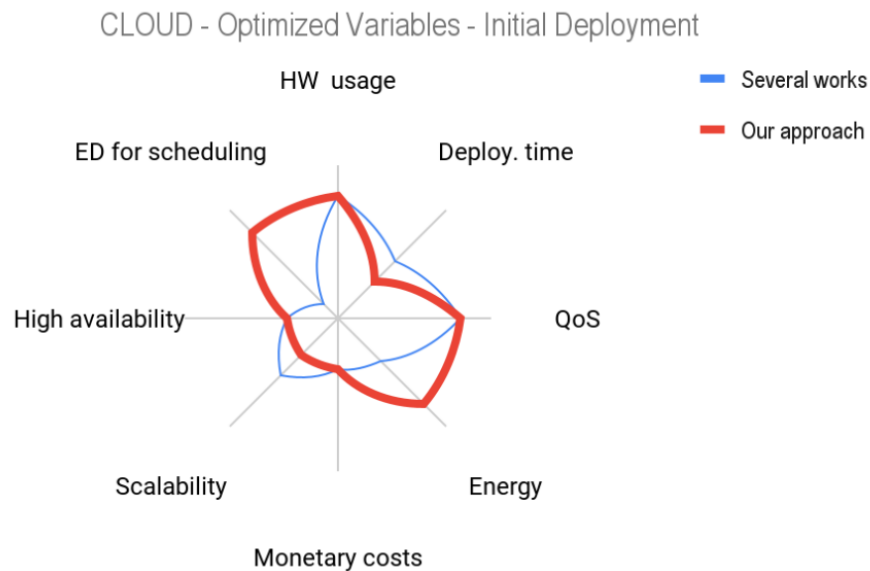 CLOUD - Optimized Variables - Initial Deployment
HW usage
Several works
Our approach
ED for scheduling
Deploy. time
High availability
QoS
Scalability
Energy
Monetary costs